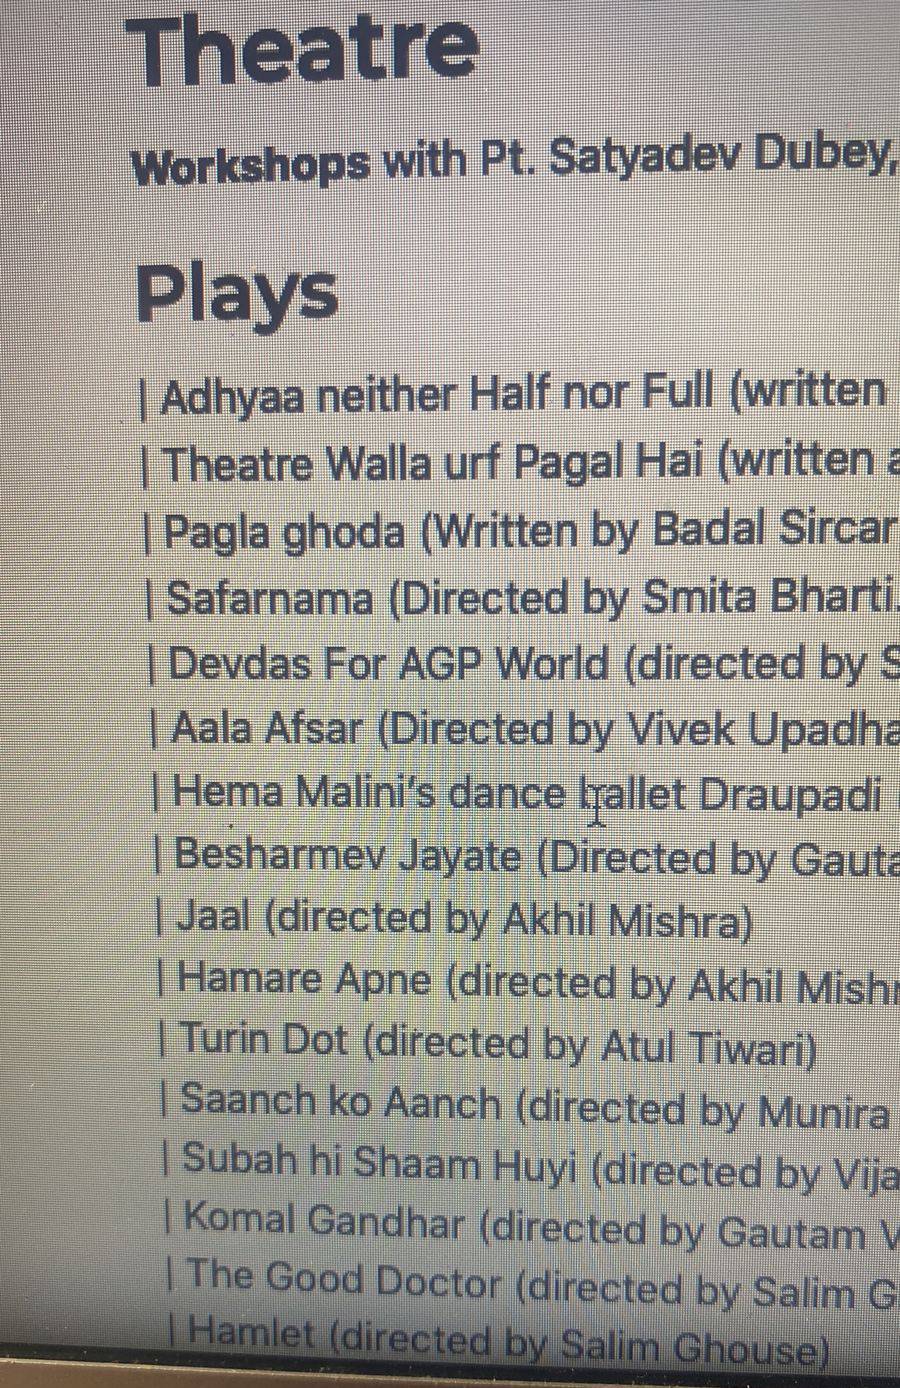 Theatre
Workshops with Pt. Satyadev Dubey,
Plays
| Adhyaa neither Half nor Full (written
| Theatre Walla urf Pagal Hai (written
| Pagla ghoda (Written by Badal Sircar
| Safarnama (Directed by Smita Bharti
| Devdas For AGP World (directed by
| Aala Afsar (Directed by Vivek
| Hema Malini's dance ballet Draupadi
| Besharmev Jayate (Directed by
| Jaal (directed by Akhil Mishra)
| Hamare Apne (directed by Akhil
| Turin Dot (directed by Atul Tiwari)
| Saanch ko Aanch (directed by Munira
| Subah hi Shaam Huyi (directed by
| Komal Gandhar (directed by Gautam
| The Good Doctor (directed by Salim
| Hamlet (directed by Salim Ghouse)